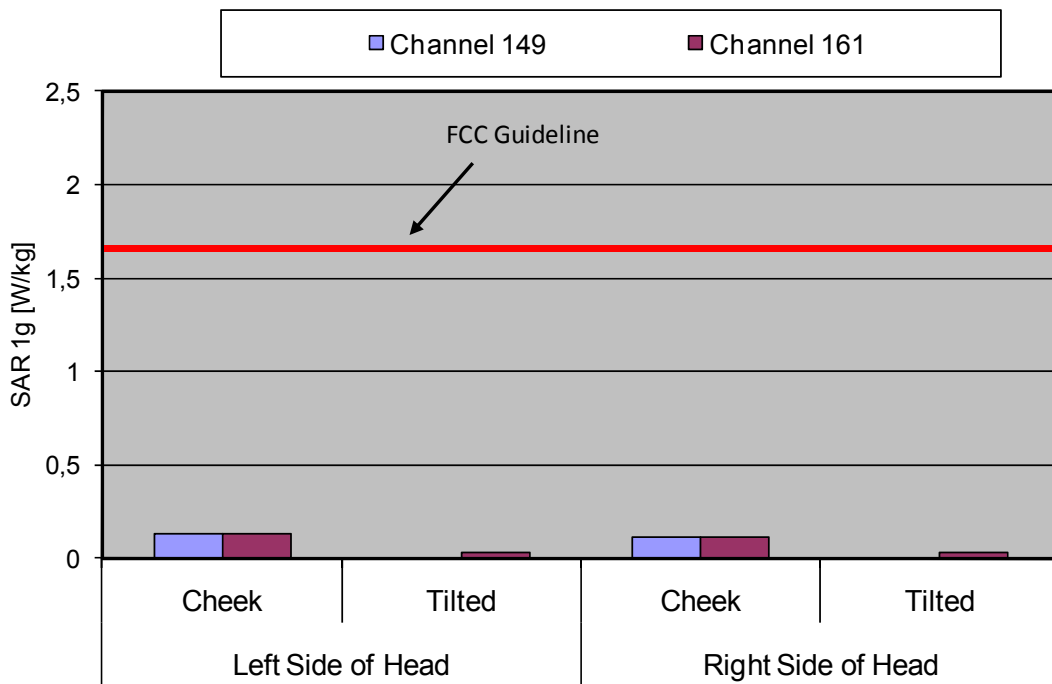 Channel 149 Channel 161
2,5
FCC Guideline
2
1,5
1
0,5
0
SAR 1g [W/kg]
Cheek Tilted Cheek Tilted
Left Side of Head Right Side of Head